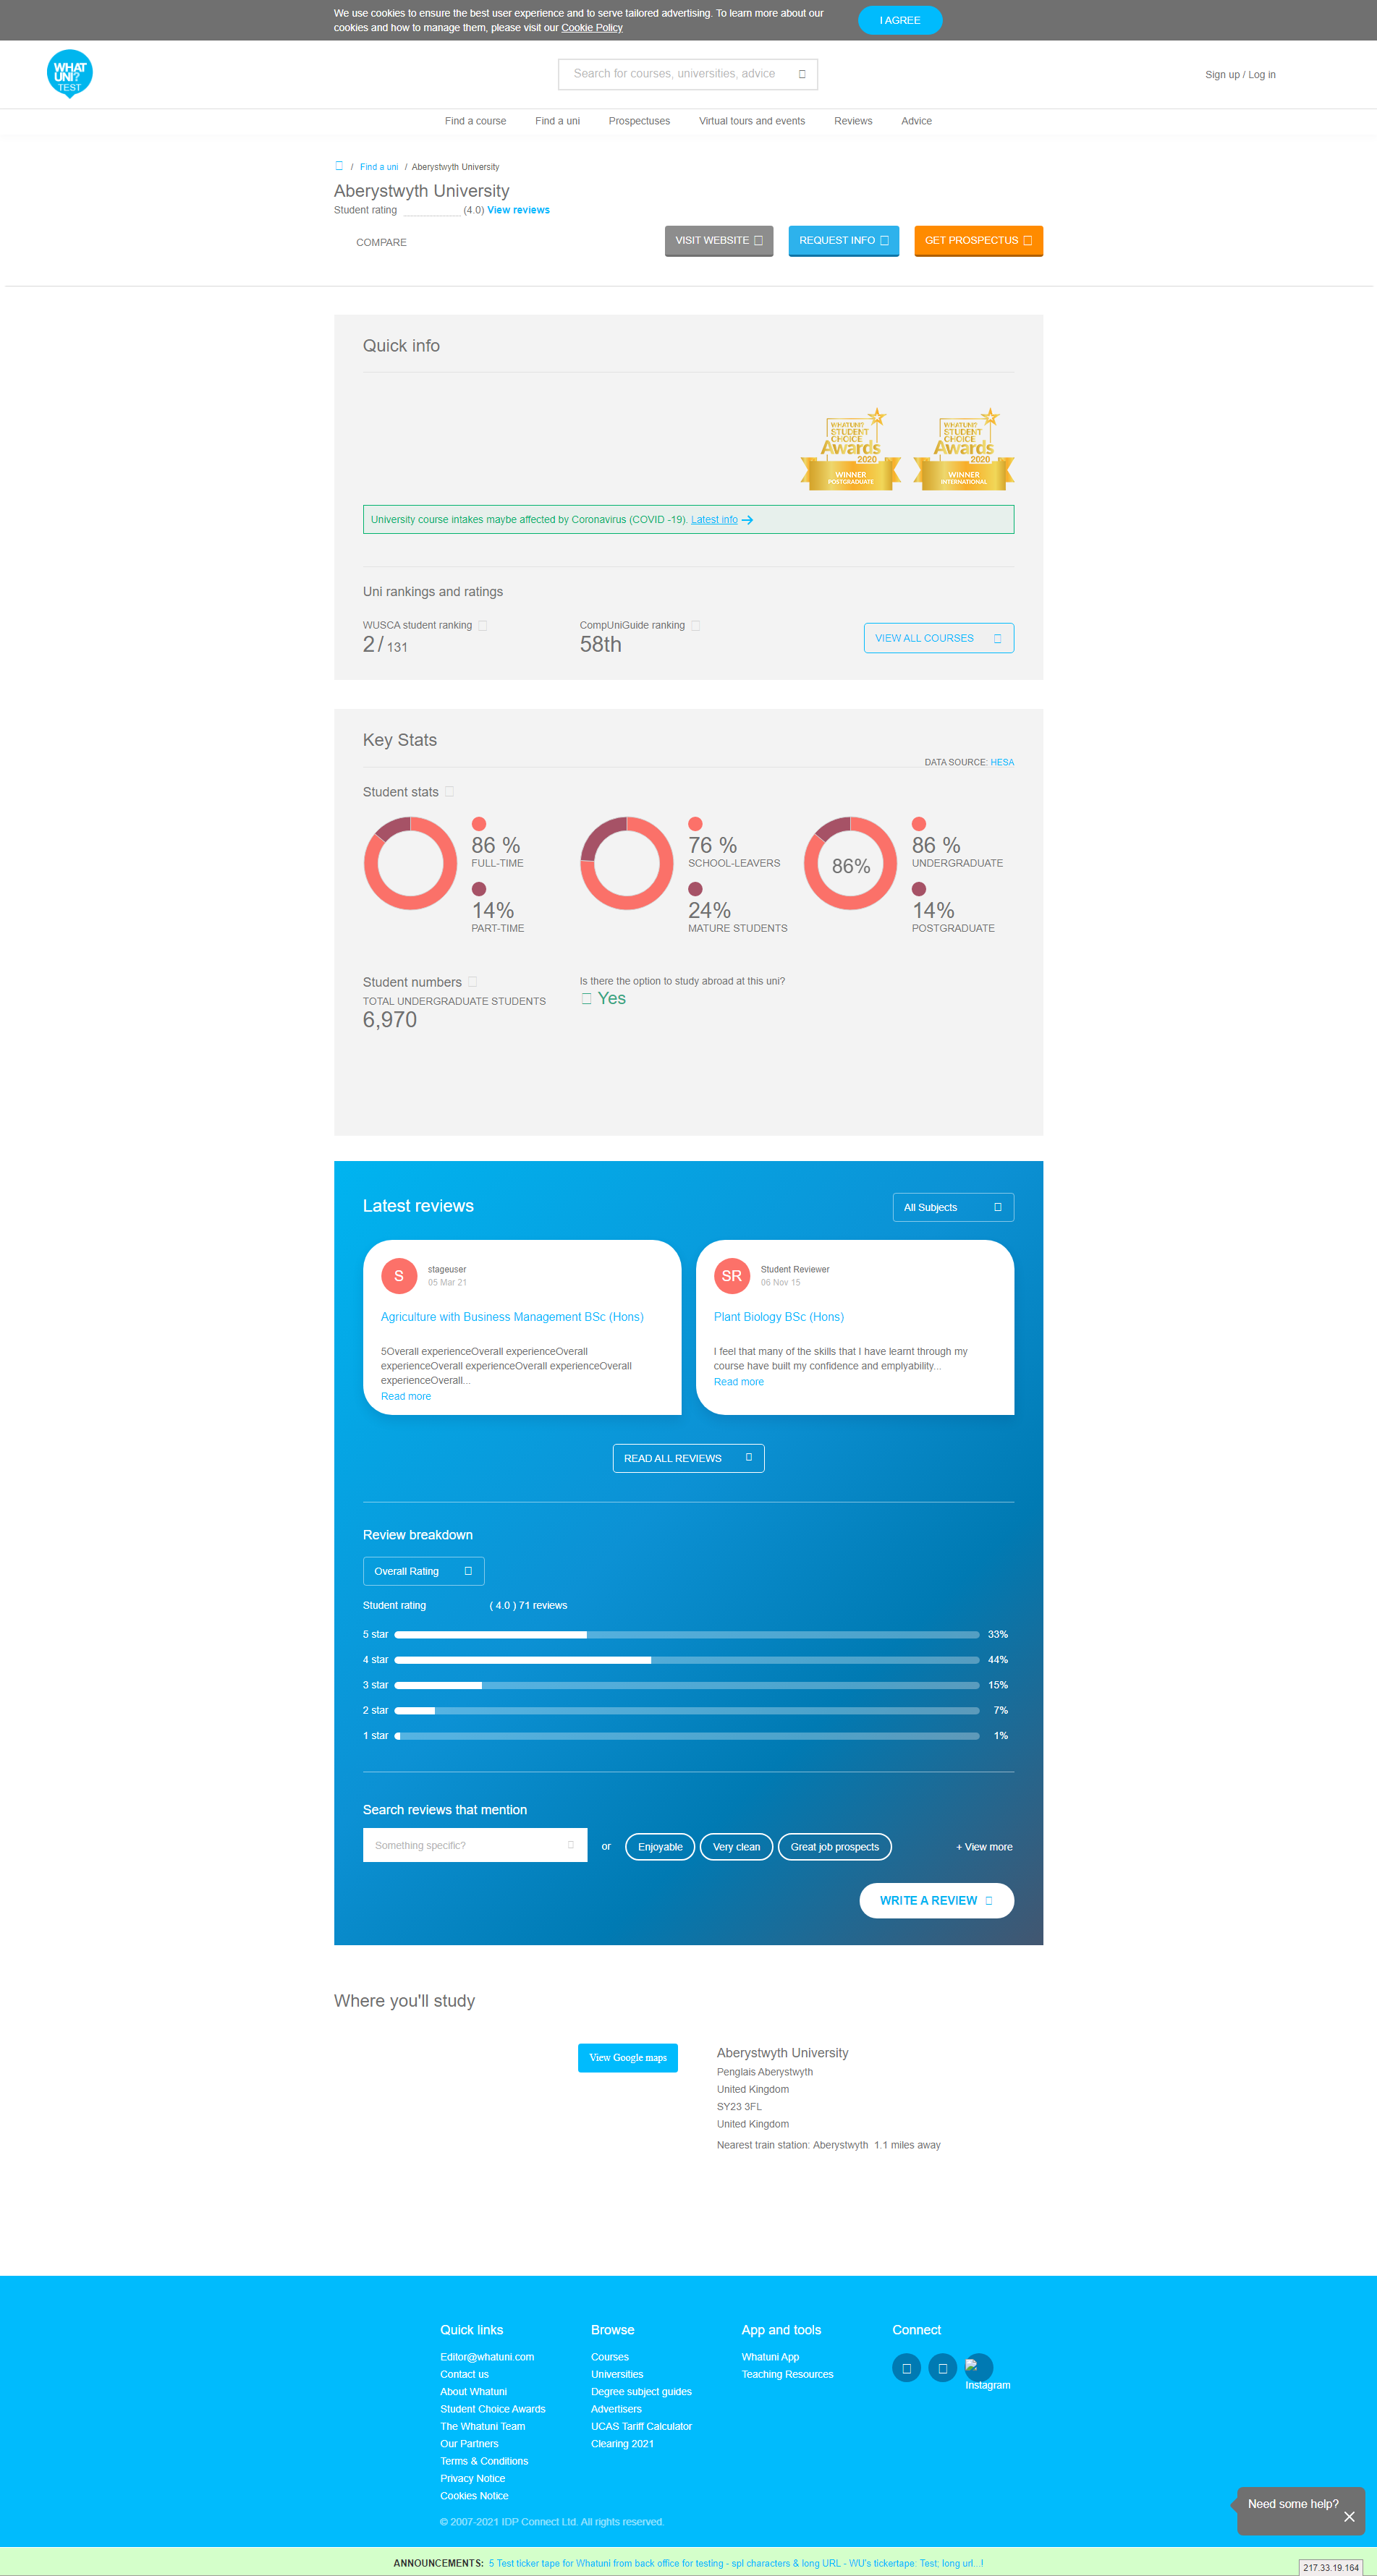 We use cookies to ensure the best user experience and to serve tailored advertising. To learn more about our
cookies and how to manage them, please visit our Cookie Policy
I AGREE
WHAT
UNI?
TEST
Search for courses, universities, advice
Sign up / Log in
Find a course
Find a uni
Prospectuses
Virtual tours and events
Reviews
Advice
/ Find a uni / Aberystwyth University
Aberystwyth University
Student rating (4.0) View reviews
COMPARE
VISIT WEBSITE
REQUEST INFO
GET PROSPECTUS
Quick info
WHATUNI?
STUDENT
CHOICE
Awards
2020
WINNER
POSTGRADUATE
WHATUNI?
STUDENT
CHOICE
Awards
2020
WINNER
INTERNATIONAL
University course intakes maybe affected by Coronavirus (COVID -19). Latest info
Uni rankings and ratings
WUSCA student ranking
2 / 131
CompUniGuide ranking
58th
VIEW ALL COURSES
Key Stats
DATA SOURCE: HESA
Student stats
86 %
FULL-TIME
14%
PART-TIME
76 %
SCHOOL-LEAVERS
24%
MATURE STUDENTS
86%
86 %
UNDERGRADUATE
14%
POSTGRADUATE
Student numbers
TOTAL UNDERGRADUATE STUDENTS
6,970
Is there the option to study abroad at this uni?
Yes
Latest reviews
All Subjects
S
stageuser
05 Mar 21
Agriculture with Business Management BSc (Hons)
5Overall experienceOverall experienceOverall
experienceOverall experienceOverall experienceOverall
experienceOverall...
Read more
SR
Student Reviewer
06 Nov 15
Plant Biology BSc (Hons)
I feel that many of the skills that I have learnt through my
course have built my confidence and emplyability...
Read more
READ ALL REVIEWS
Review breakdown
Overall Rating
Student rating ( 4.0 ) 71 reviews
5 star 33%
4 star 44%
3 star 15%
2 star 7%
1 star 1%
Search reviews that mention
Something specific?
or
Enjoyable
Very clean
Great job prospects
+ View more
WRITE A REVIEW
Where you'll study
View Google maps
Aberystwyth University
Penglais Aberystwyth
United Kingdom
SY23 3FL
United Kingdom
Nearest train station: Aberystwyth 1.1 miles away
Quick links
Editor@whatuni.com
Contact us
About Whatuni
Student Choice Awards
The Whatuni Team
Our Partners
Terms & Conditions
Privacy Notice
Cookies Notice
Browse
Courses
Universities
Degree subject guides
Advertisers
UCAS Tariff Calculator
Clearing 2021
App and tools
Whatuni App
Teaching Resources
Connect
Instagram
© 2007-2021 IDP Connect Ltd. All rights reserved.
Need some help?
ANNOUNCEMENTS: 5 Test ticker tape for Whatuni from back office for testing - spl characters & long URL - WU's tickertape: Test; long url...!
217.33.19.164